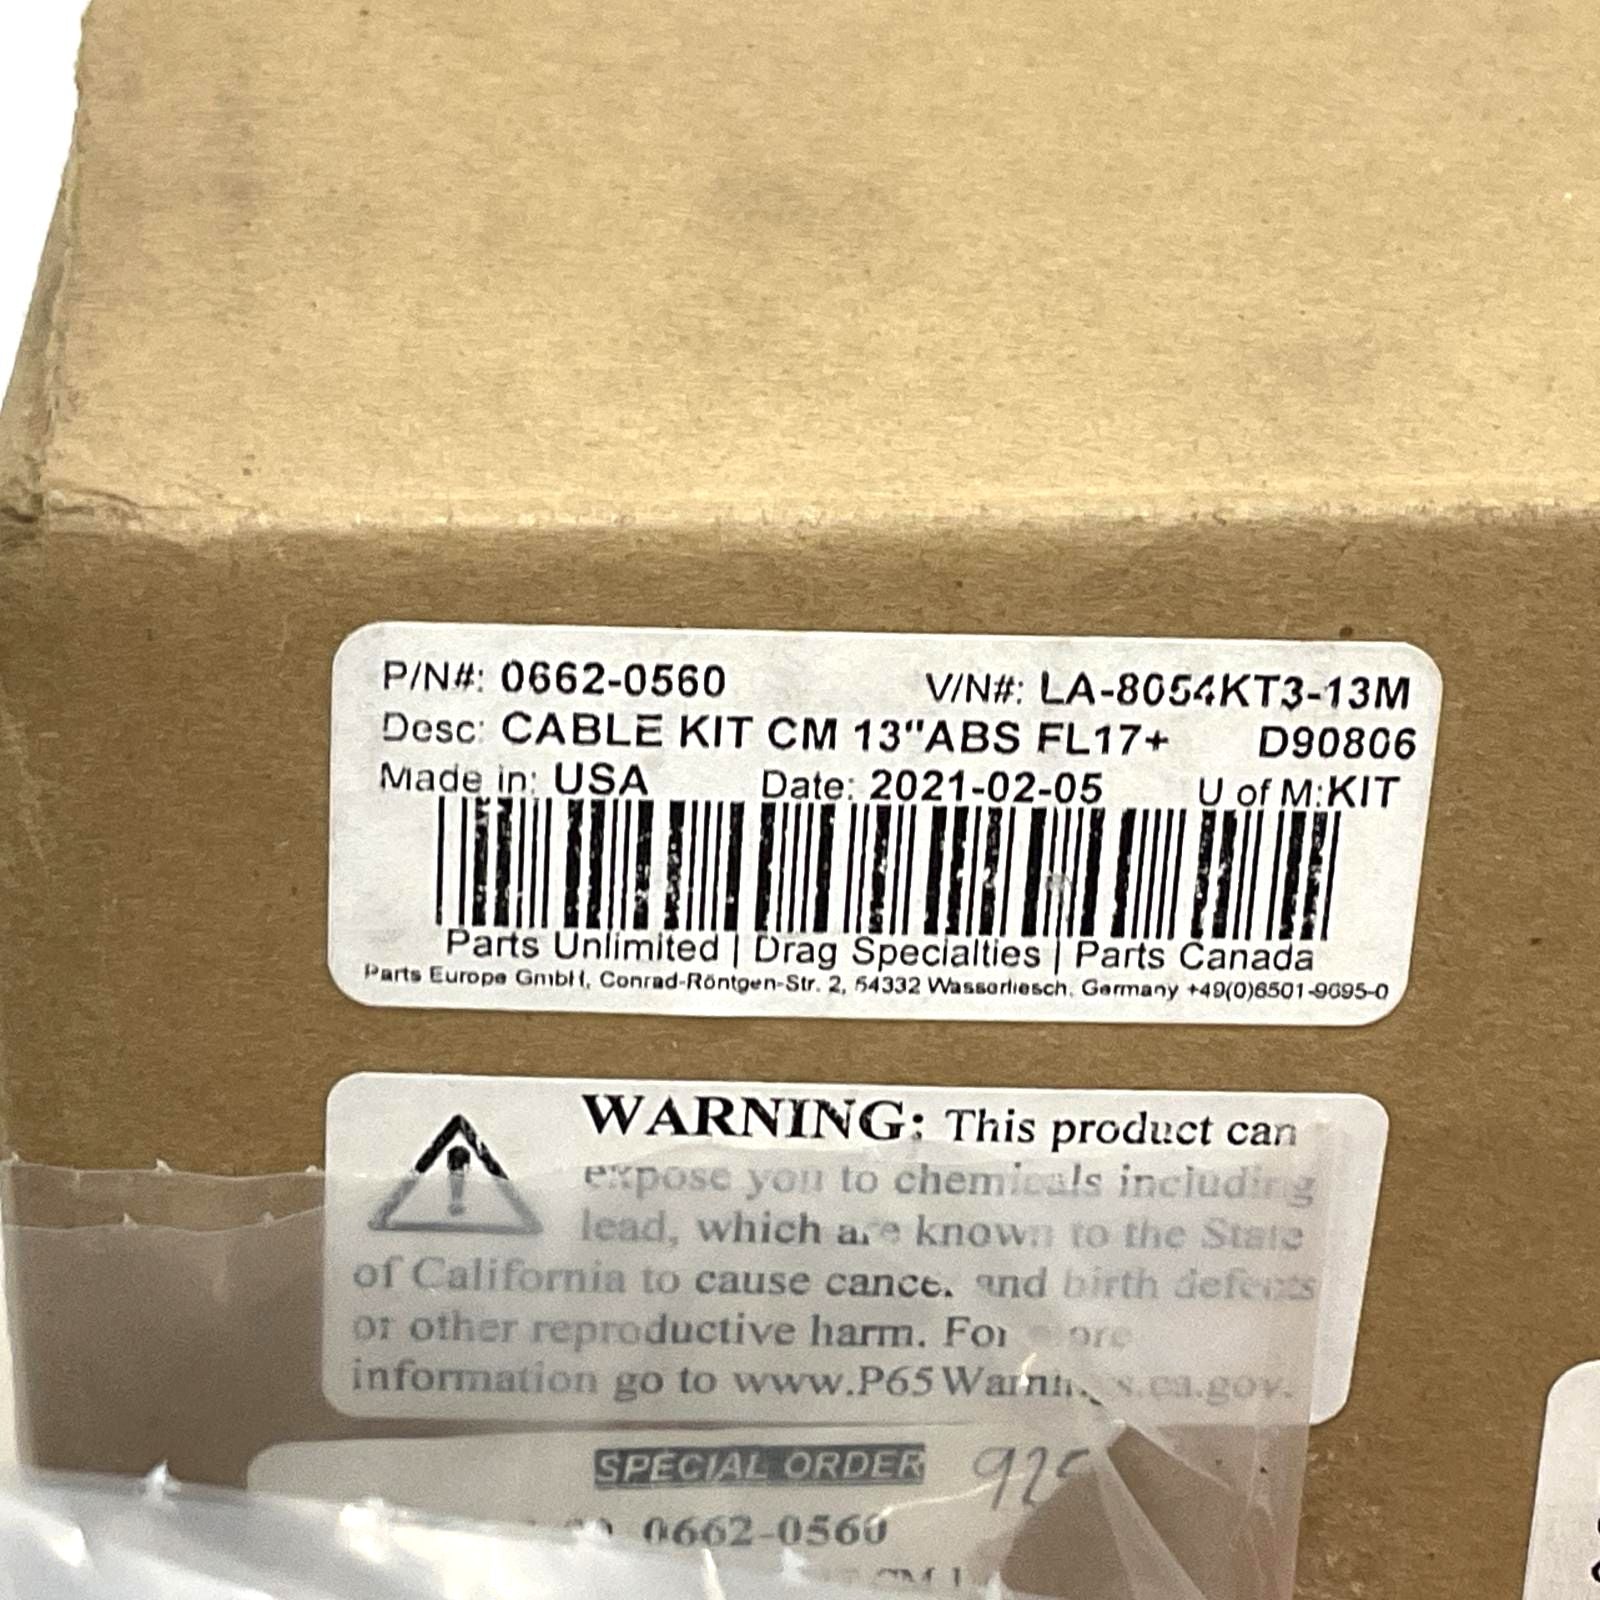 P/N#: 0662-0560 V/N#: LA-8054KT3-13M
Desc: CABLE KIT CM 13"ABS FL17+ D90806
Made in: USA Date: 2021-02-05 U of M:KIT
Parts Unlimited | Drag Specialties | Parts Canada
Parts Europe GmbH, Conrad-Röntgen-Str. 2, 54332 Wasserliesch, Germany +49(0)6501-9695-0
WARNING: This product can
expose you to chemicals including
lead, which are known to the State
of California to cause cancer and birth defects
or other reproductive harm. For more
information go to www.P65Warnings.ca.gov.
SPECIAL ORDER
0662-0560